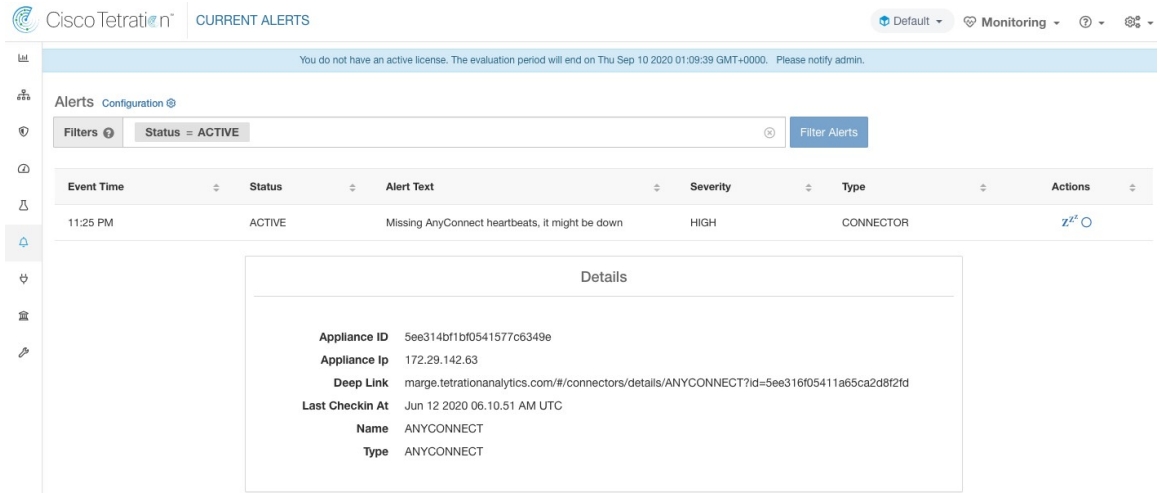 Cisco Tetration™ CURRENT ALERTS Default Monitoring
You do not have an active license. The evaluation period will end on Thu Sep 10 2020 01:09:39 GMT+0000. Please notify admin.
Alerts Configuration
Filters Status = ACTIVE Filter Alerts
Event Time Status Alert Text Severity Type Actions
11:25 PM ACTIVE Missing AnyConnect heartbeats, it might be down HIGH CONNECTOR zzz
Details
Appliance ID 5ee314bf1bf0541577c6349e
Appliance Ip 172.29.142.63
Deep Link marge.tetrationanalytics.com/#/connectors/details/ANYCONNECT?id=5ee316f05411a65ca2d8f2fd
Last Checkin At Jun 12 2020 06.10.51 AM UTC
Name ANYCONNECT
Type ANYCONNECT